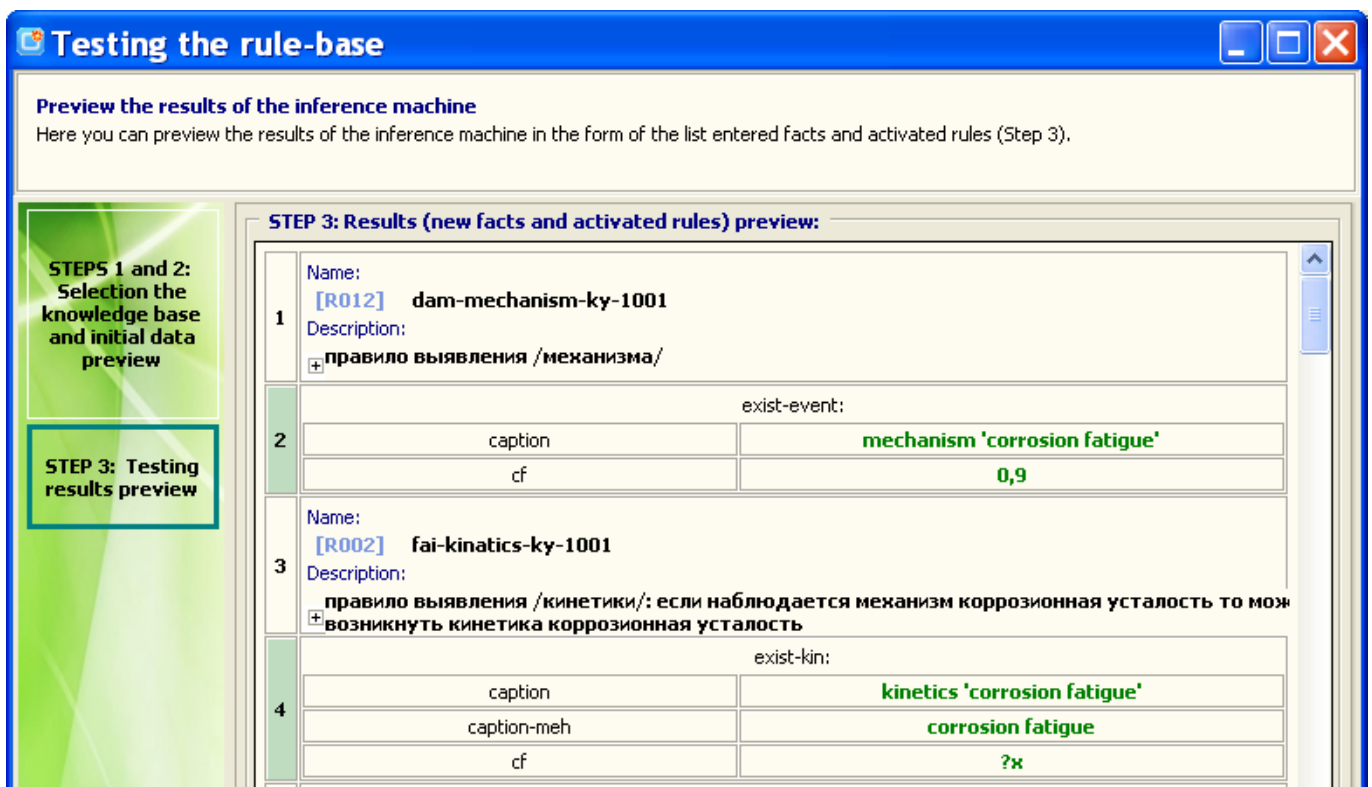 Testing the rule-base
Preview the results of the inference machine
Here you can preview the results of the inference machine in the form of the list entered facts and activated rules (Step 3).
STEPS 1 and 2:
Selection the
knowledge base
and initial data
preview
STEP 3: Testing
results preview
STEP 3: Results (new facts and activated rules) preview:
1
Name:
[R012] dam-mechanism-ky-1001
Description:
правило выявления /механизма/
2
exist-event:
caption mechanism 'corrosion fatigue'
cf 0,9
3
Name:
[R002] fai-kinatics-ky-1001
Description:
правило выявления /кинетики/: если наблюдается механизм коррозионная усталость то мож
возникнуть кинетика коррозионная усталость
4
exist-kin:
caption kinetics 'corrosion fatigue'
caption-meh corrosion fatigue
cf ?x